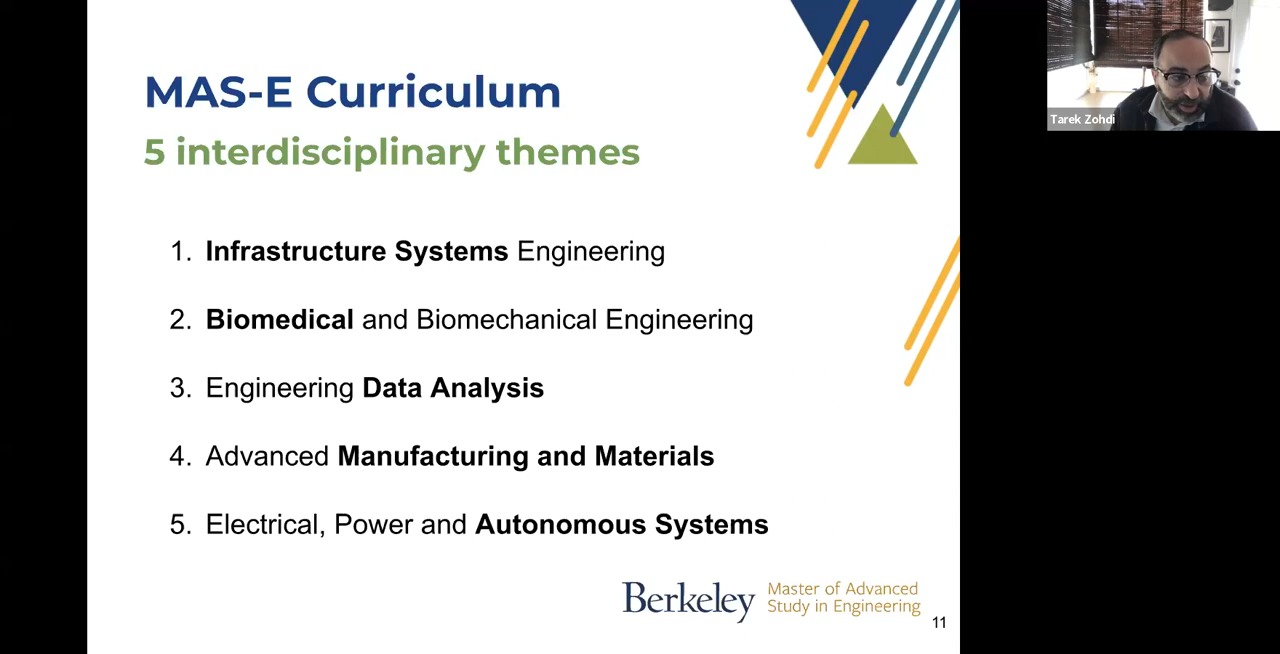 MAS-E Curriculum
5 interdisciplinary themes
1. Infrastructure Systems Engineering
2. Biomedical and Biomechanical Engineering
3. Engineering Data Analysis
4. Advanced Manufacturing and Materials
5. Electrical, Power and Autonomous Systems
Berkeley
Master of Advanced
Study in Engineering
11
Tarek Zohdi